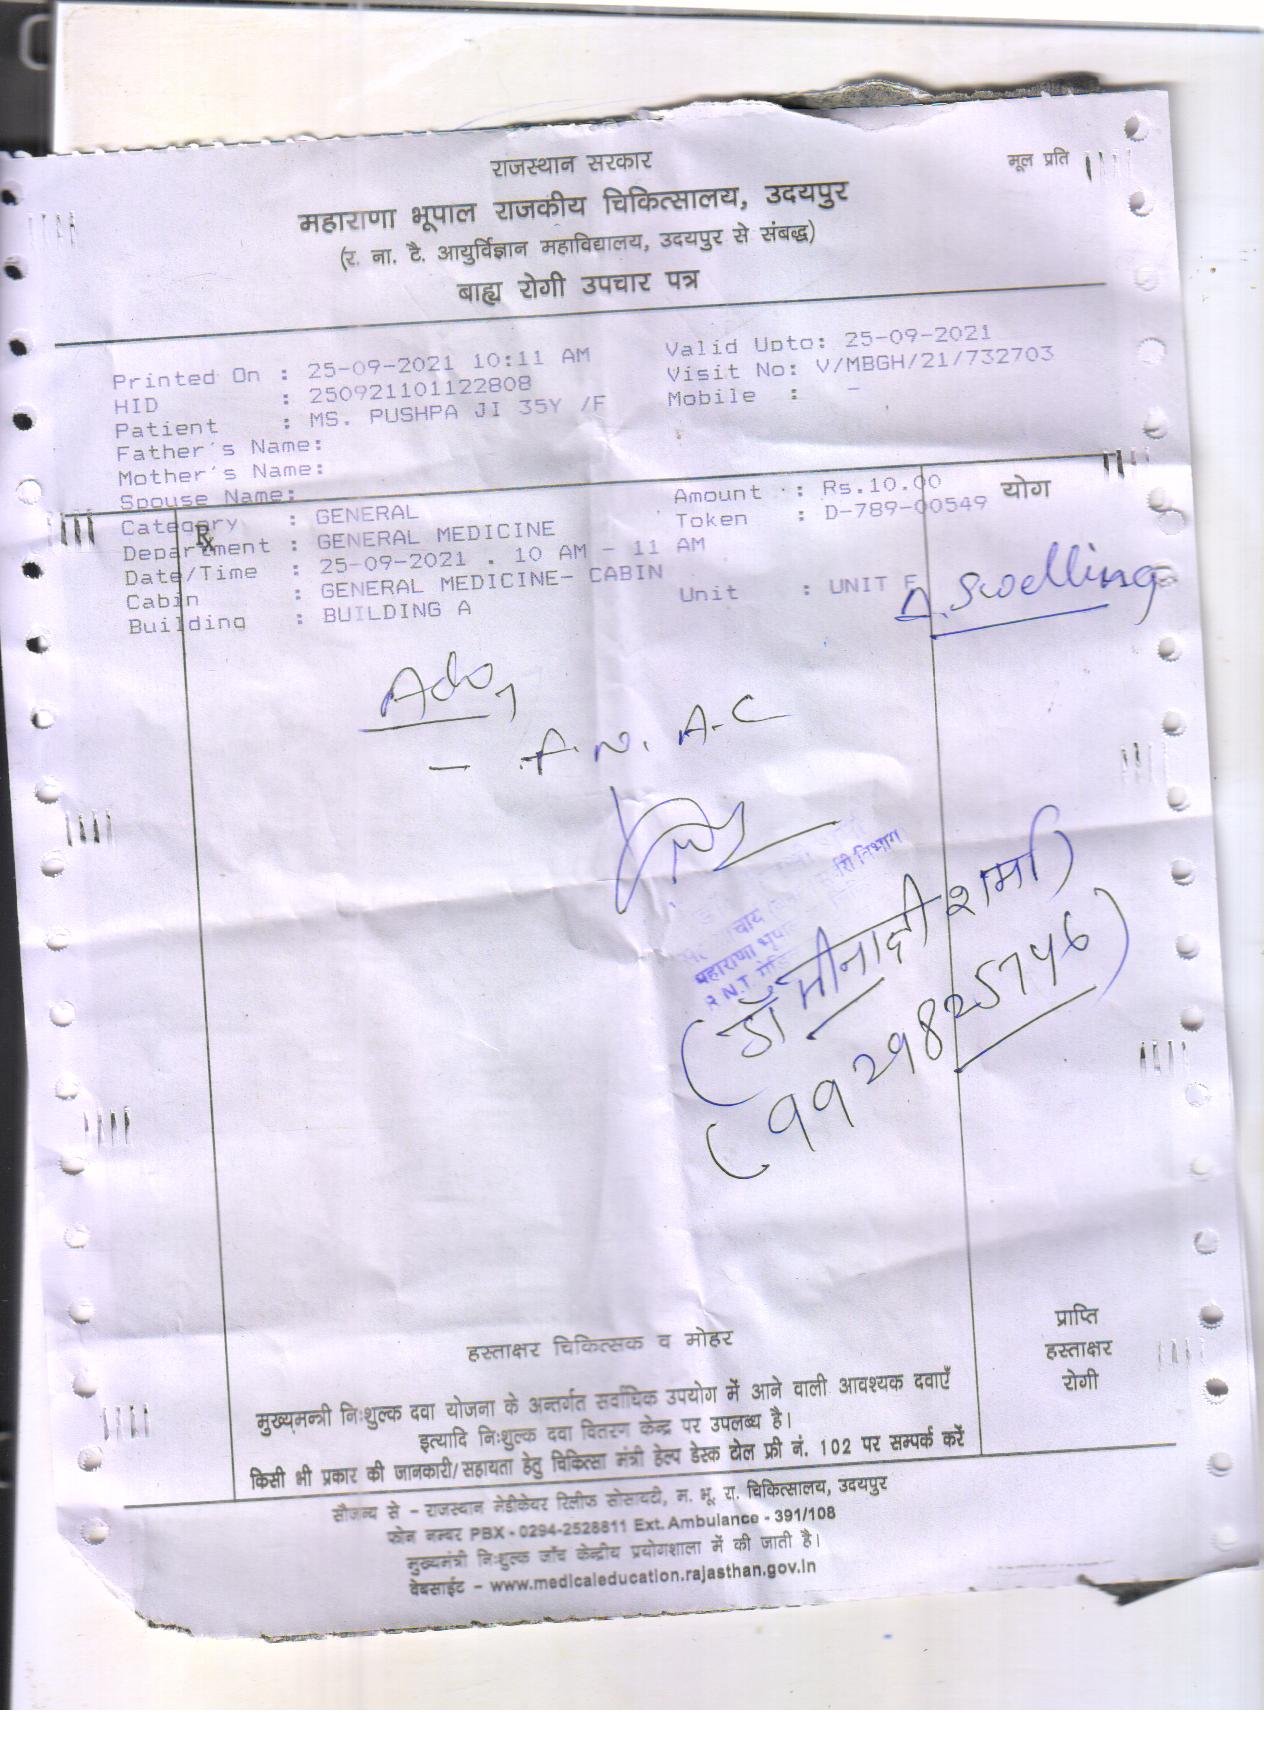 राजस्थान सरकार
मूल प्रति
महाराणा भूपाल राजकीय चिकित्सालय, उदयपुर
(र. ना. टै. आयुर्विज्ञान महाविद्यालय, उदयपुर से संबद्ध)
बाह्य रोगी उपचार पत्र
Printed On : 25-09-2021 10:11 AM Valid Upto: 25-09-2021
HID : 250921101122808 Visit No: V/MBGH/21/732703
Patient : MS. PUSHPA JI 35Y /F Mobile : -
Father's Name:
Mother's Name:
Spouse Name:
Category : GENERAL Amount : Rs.10.00
योग
Rx
Department : GENERAL MEDICINE Token : D-789-00549
Date/Time : 25-09-2021 . 10 AM - 11 AM
Cabin : GENERAL MEDICINE- CABIN Unit : UNIT F
Building : BUILDING A
swelling
- F.N.A.C
महाराणा भूपाल
R.N.T.
(डॉ मीनाक्षी शर्मा)
(9929825746)
हस्ताक्षर चिकित्सक व मोहर
प्राप्ति
हस्ताक्षर
रोगी
मुख्यमन्त्री निःशुल्क दवा योजना के अन्तर्गत सर्वाधिक उपयोग में आने वाली आवश्यक दवाएँ
इत्यादि निःशुल्क दवा वितरण केन्द्र पर उपलब्ध है।
किसी भी प्रकार की जानकारी/सहायता हेतु चिकित्सा मंत्री हेल्प डेस्क टोल फ्री नं. 102 पर सम्पर्क करें
सौजन्य से - राजस्थान मेडीकेयर रिलीफ सोसायटी, म. भू. रा. चिकित्सालय, उदयपुर
फोन नम्बर PBX - 0294-2528811 Ext. Ambulance - 391/108
मुख्यमंत्री निःशुल्क जाँच केन्द्रीय प्रयोगशाला में की जाती है।
वेबसाईट - www.medicaleducation.rajasthan.gov.in